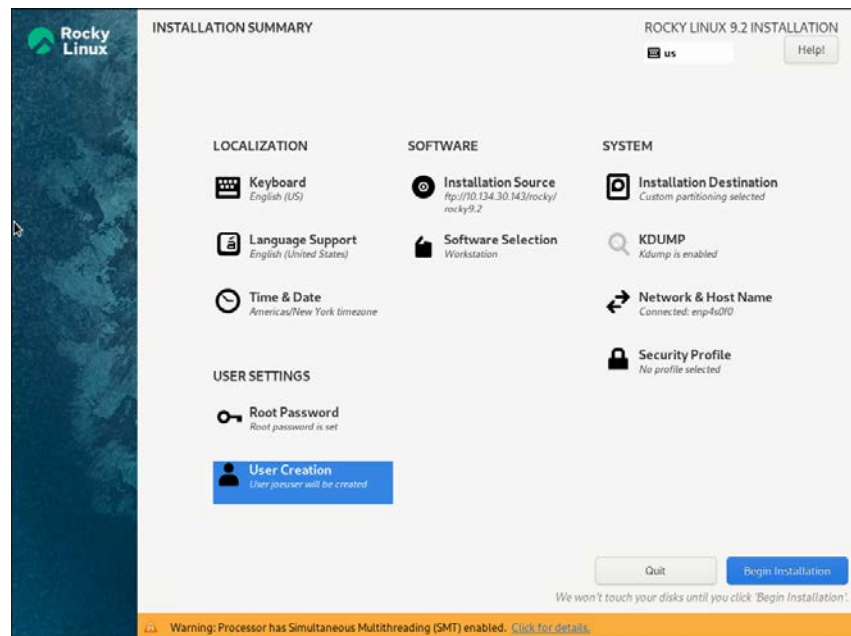 Rocky
Linux
INSTALLATION SUMMARY
ROCKY LINUX 9.2 INSTALLATION
us
Help!
LOCALIZATION
Keyboard
English (US)
Language Support
English (United States)
Time & Date
Americas/New York timezone
SOFTWARE
Installation Source
ftp://10.134.30.143/rocky/
rocky9.2
Software Selection
Workstation
SYSTEM
Installation Destination
Custom partitioning selected
KDUMP
Kdump is enabled
Network & Host Name
Connected: enp4s0f0
Security Profile
No profile selected
USER SETTINGS
Root Password
Root password is set
User Creation
User joeuser will be created
Quit
Begin Installation
We won't touch your disks until you click 'Begin Installation'.
Warning: Processor has Simultaneous Multithreading (SMT) enabled. Click for details.